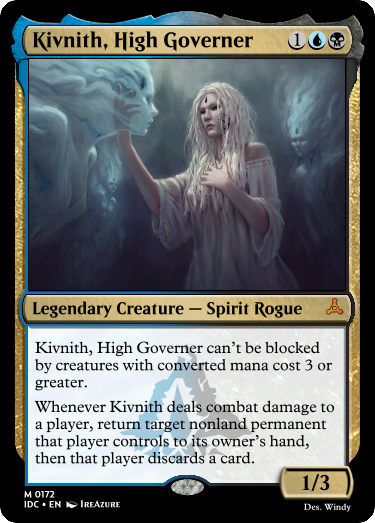 Kivnith, High Governer 1
Legendary Creature — Spirit Rogue
Kivnith, High Governer can't be blocked
by creatures with converted mana cost 3 or
greater.
Whenever Kivnith deals combat damage to
a player, return target nonland permanent
that player controls to its owner's hand,
then that player discards a card.
1/3
M 0172
IDC • EN IreAzure
Des. Windy